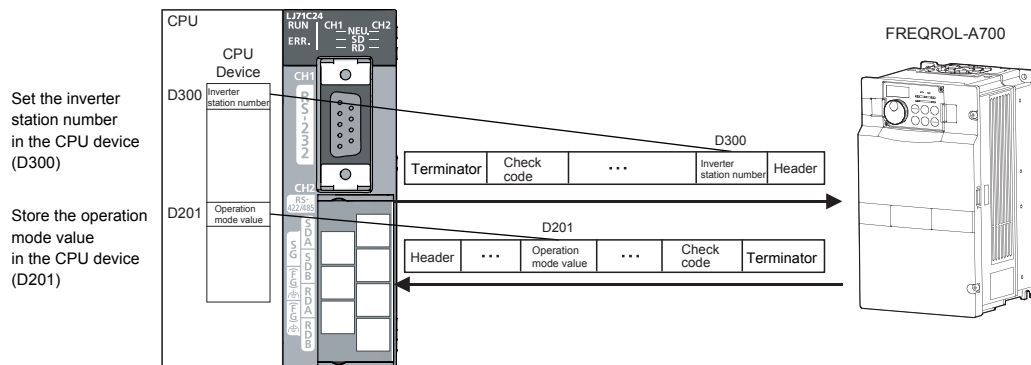 CPU
LJ71C24
RUN
CH1 NEU. CH2
ERR.
SD
RD
FREQROL-A700
CPU
Device
CH1
RS-232
D300
Inverter
station number
Set the inverter
station number
in the CPU device
(D300)
D300
Terminator
Check
code
...
Inverter
station number
Header
CH2
RS-
422/485
Store the operation
mode value
in the CPU device
(D201)
D201
Operation
mode value
SDA
SG
SDB
(FG)
RDA
(FG)
RDB
D201
Header
...
Operation
mode value
...
Check
code
Terminator